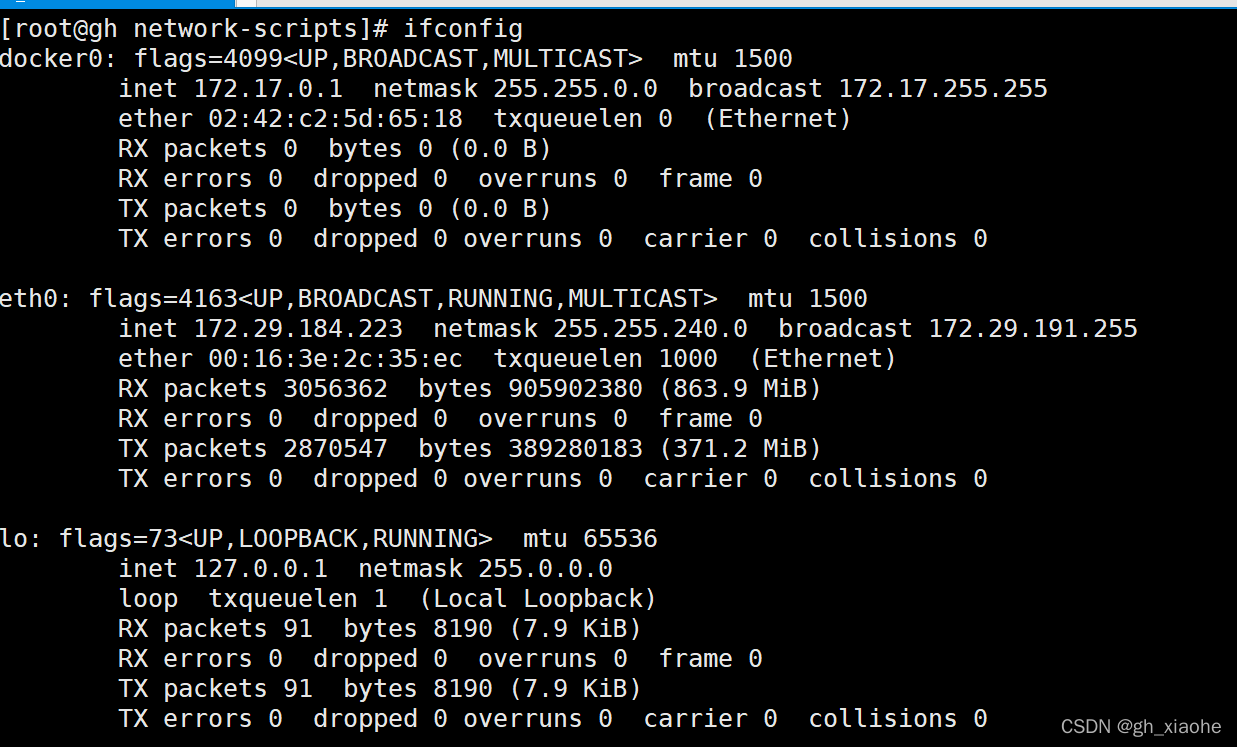 [root@gh network-scripts]# ifconfig
docker0: flags=4099<UP,BROADCAST,MULTICAST>  mtu 1500
        inet 172.17.0.1  netmask 255.255.0.0  broadcast 172.17.255.255
        ether 02:42:c2:5d:65:18  txqueuelen 0  (Ethernet)
        RX packets 0  bytes 0 (0.0 B)
        RX errors 0  dropped 0  overruns 0  frame 0
        TX packets 0  bytes 0 (0.0 B)
        TX errors 0  dropped 0 overruns 0  carrier 0  collisions 0

eth0: flags=4163<UP,BROADCAST,RUNNING,MULTICAST>  mtu 1500
        inet 172.29.184.223  netmask 255.255.240.0  broadcast 172.29.191.255
        ether 00:16:3e:2c:35:ec  txqueuelen 1000  (Ethernet)
        RX packets 3056362  bytes 905902380 (863.9 MiB)
        RX errors 0  dropped 0  overruns 0  frame 0
        TX packets 2870547  bytes 389280183 (371.2 MiB)
        TX errors 0  dropped 0 overruns 0  carrier 0  collisions 0

lo: flags=73<UP,LOOPBACK,RUNNING>  mtu 65536
        inet 127.0.0.1  netmask 255.0.0.0
        loop  txqueuelen 1  (Local Loopback)
        RX packets 91  bytes 8190 (7.9 KiB)
        RX errors 0  dropped 0  overruns 0  frame 0
        TX packets 91  bytes 8190 (7.9 KiB)
        TX errors 0  dropped 0 overruns 0  carrier 0  collisions 0
CSDN @gh_xiaohe